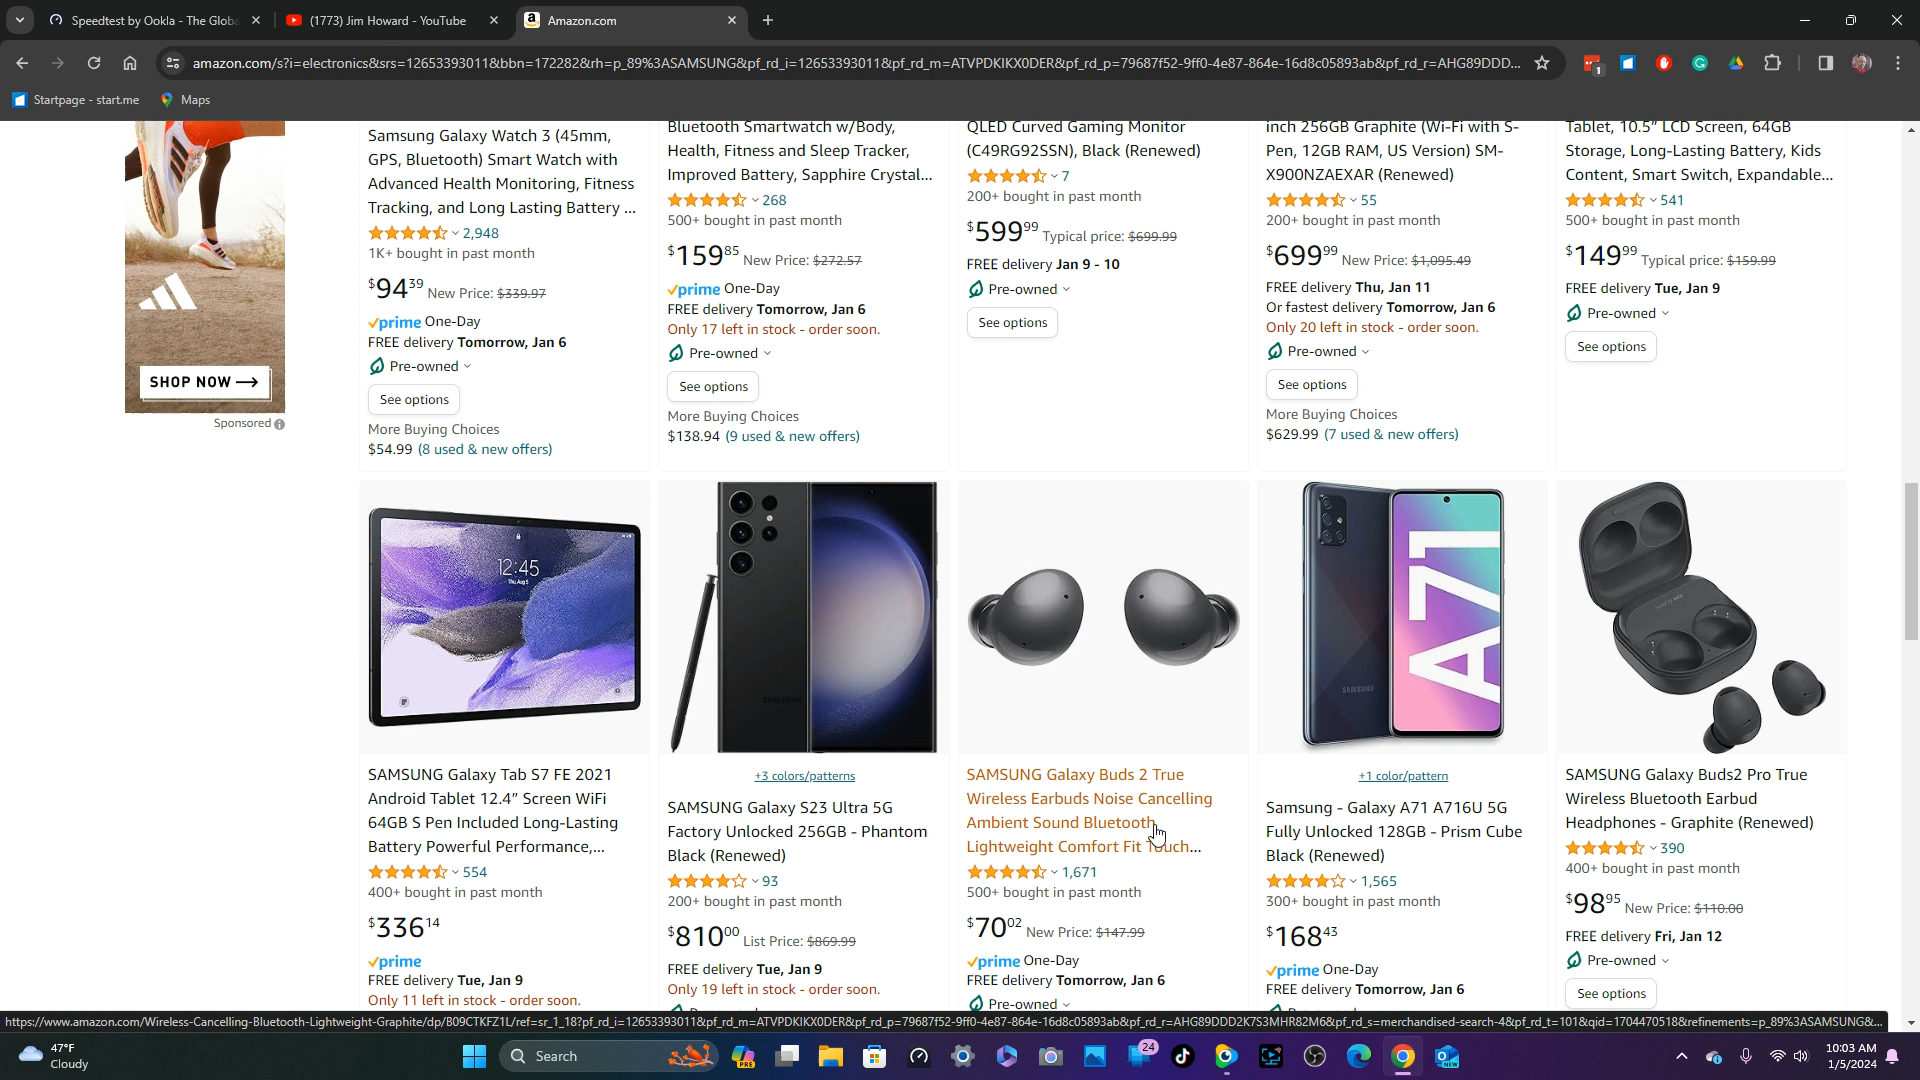 Speedtest by Ookla - The Globa
(1773) Jim Howard - YouTube
Amazon.com
amazon.com/s?i=electronics&srs=12653393011&bbn=172282&rh=p_89%3ASAMSUNG&pf_rd_i=12653393011&pf_rd_m=ATVPDKIKX0DER&pf_rd_p=79687f52-9ff0-4e87-864e-16d8c05893ab&pf_rd_r=AHG89DDD...
1
Startpage - start.me
Maps
SHOP NOW
Sponsored
Samsung Galaxy Watch 3 (45mm,
GPS, Bluetooth) Smart Watch with
Advanced Health Monitoring, Fitness
Tracking, and Long Lasting Battery ...
2,948
1K+ bought in past month
$94 39 New Price: $339.97
prime One-Day
FREE delivery Tomorrow, Jan 6
Pre-owned
See options
More Buying Choices
$54.99 (8 used & new offers)
Bluetooth Smartwatch w/Body,
Health, Fitness and Sleep Tracker,
Improved Battery, Sapphire Crystal...
268
500+ bought in past month
$159 85 New Price: $272.57
prime One-Day
FREE delivery Tomorrow, Jan 6
Only 17 left in stock - order soon.
Pre-owned
See options
More Buying Choices
$138.94 (9 used & new offers)
QLED Curved Gaming Monitor
(C49RG92SSN), Black (Renewed)
7
200+ bought in past month
$599 99 Typical price: $699.99
FREE delivery Jan 9 - 10
Pre-owned
See options
inch 256GB Graphite (Wi-Fi with S-
Pen, 12GB RAM, US Version) SM-
X900NZAEXAR (Renewed)
55
200+ bought in past month
$699 99 New Price: $1,095.49
FREE delivery Thu, Jan 11
Or fastest delivery Tomorrow, Jan 6
Only 20 left in stock - order soon.
Pre-owned
See options
More Buying Choices
$629.99 (7 used & new offers)
Tablet, 10.5" LCD Screen, 64GB
Storage, Long-Lasting Battery, Kids
Content, Smart Switch, Expandable...
541
500+ bought in past month
$149 99 Typical price: $159.99
FREE delivery Tue, Jan 9
Pre-owned
See options
12:45
Thu, Aug 5
SAMSUNG Galaxy Tab S7 FE 2021
Android Tablet 12.4" Screen WiFi
64GB S Pen Included Long-Lasting
Battery Powerful Performance,...
554
400+ bought in past month
$336 14
prime
FREE delivery Tue, Jan 9
Only 11 left in stock - order soon.
SAMSUNG
+3 colors/patterns
SAMSUNG Galaxy S23 Ultra 5G
Factory Unlocked 256GB - Phantom
Black (Renewed)
93
200+ bought in past month
$810 00 List Price: $869.99
FREE delivery Tue, Jan 9
Only 19 left in stock - order soon.
SAMSUNG Galaxy Buds 2 True
Wireless Earbuds Noise Cancelling
Ambient Sound Bluetooth
Lightweight Comfort Fit Touch...
1,671
500+ bought in past month
$70 02 New Price: $147.99
prime One-Day
FREE delivery Tomorrow, Jan 6
Pre-owned
SAMSUNG
A71
+1 color/pattern
Samsung - Galaxy A71 A716U 5G
Fully Unlocked 128GB - Prism Cube
Black (Renewed)
1,565
300+ bought in past month
$168 43
prime One-Day
FREE delivery Tomorrow, Jan 6
SAMSUNG Galaxy Buds2 Pro True
Wireless Bluetooth Earbud
Headphones - Graphite (Renewed)
390
400+ bought in past month
$98 95 New Price: $110.00
FREE delivery Fri, Jan 12
Pre-owned
See options
https://www.amazon.com/Wireless-Cancelling-Bluetooth-Lightweight-Graphite/dp/B09CTKFZ1L/ref=sr_1_18?pf_rd_i=12653393011&pf_rd_m=ATVPDKIKX0DER&pf_rd_p=79687f52-9ff0-4e87-864e-16d8c05893ab&pf_rd_r=AHG89DDD2K7S3MHR82M6&pf_rd_s=merchandised-search-4&pf_rd_t=101&qid=1704470518&refinements=p_89%3ASAMSUNG&...
47°F
Cloudy
Search
PRE
24
NEW
10:03 AM
1/5/2024